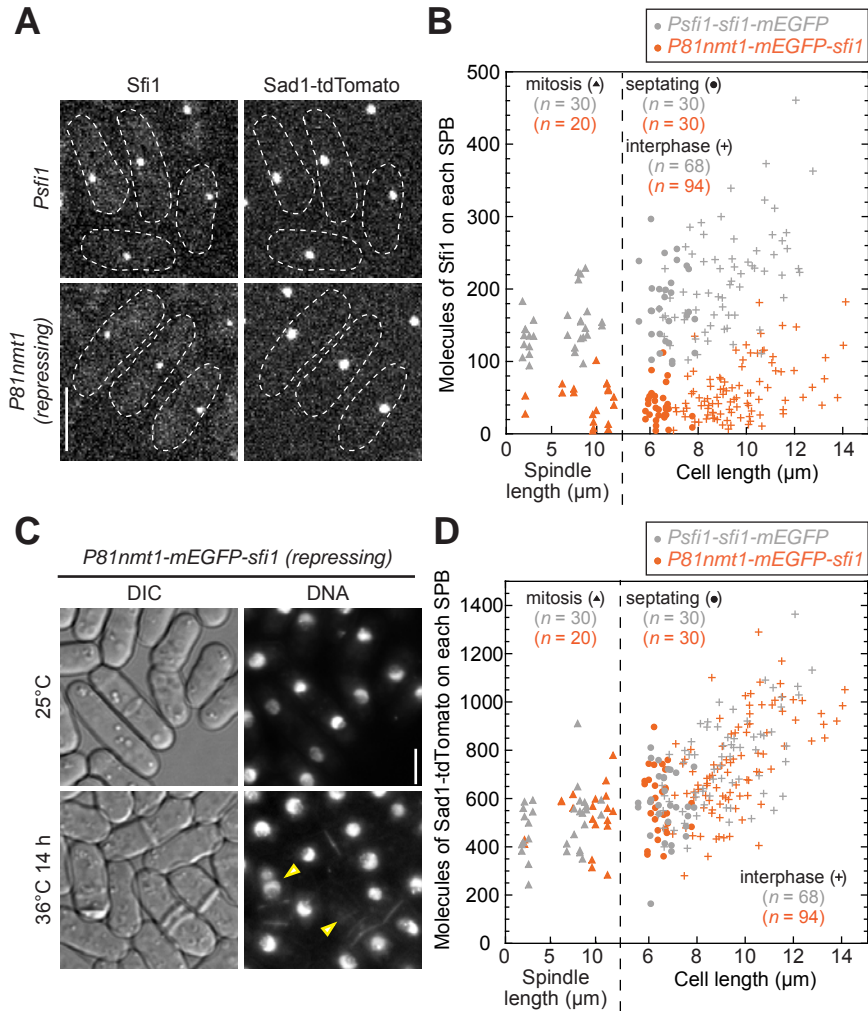 A
Sfi1 Sad1-tdTomato
Psfi1
P81nmt1
(repressing)
B
Psfi1-sfi1-mEGFP
P81nmt1-mEGFP-sfi1
Molecules of Sfi1 on each SPB
500
400
300
200
100
0
mitosis (▲)
(n = 30)
(n = 20)
septating (●)
(n = 30)
(n = 30)
interphase (+)
(n = 68)
(n = 94)
0 5 10
Spindle
length (µm)
6 8 10 12 14
Cell length (µm)
C
P81nmt1-mEGFP-sfi1 (repressing)
DIC DNA
25°C
36°C 14 h
D
Psfi1-sfi1-mEGFP
P81nmt1-mEGFP-sfi1
Molecules of Sad1-tdTomato on each SPB
1400
1200
1000
800
600
400
200
0
mitosis (▲)
(n = 30)
(n = 20)
septating (●)
(n = 30)
(n = 30)
interphase (+)
(n = 68)
(n = 94)
0 5 10
Spindle
length (µm)
6 8 10 12 14
Cell length (µm)